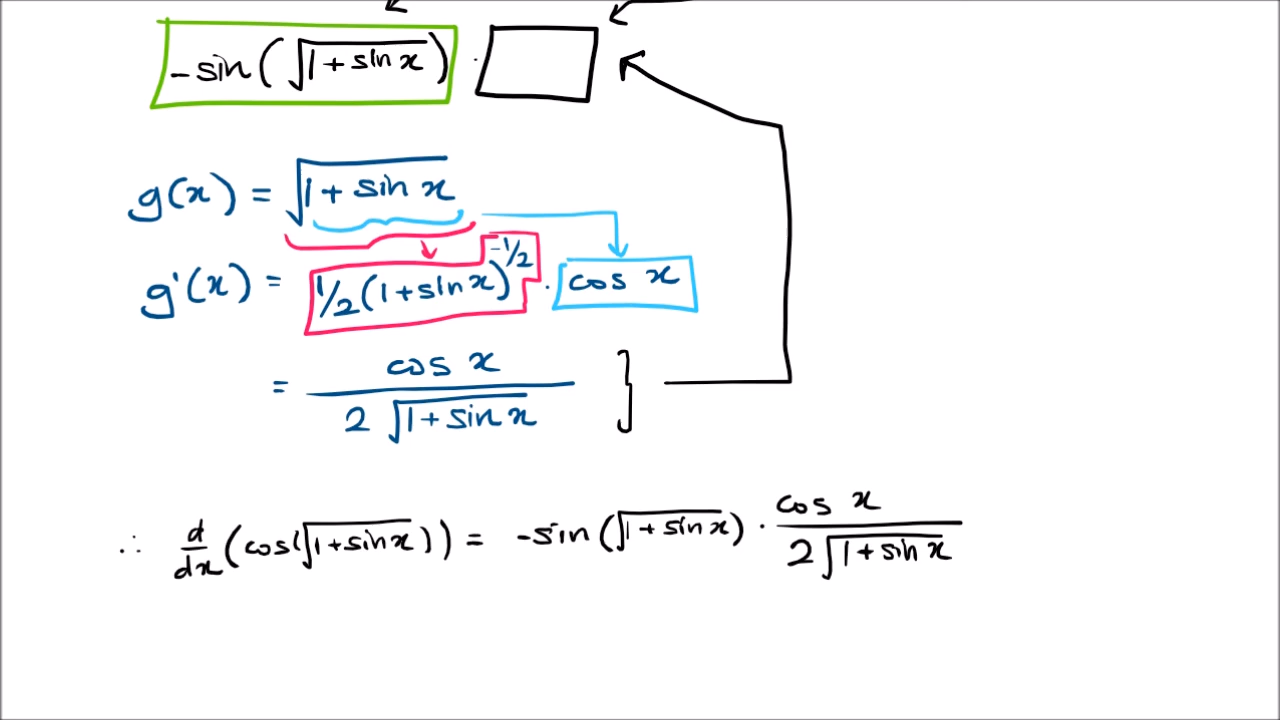 -sin(√(1+sin x)) ·
g(x) = √(1 + sin x)
g'(x) = 1/2(1+sin x)^(-1/2) · cos x
= cos x / (2 √(1+sin x))
∴ d/dx (cos(√(1+sin x))) = -sin(√(1+sin x)) · cos x / (2√(1+sin x))